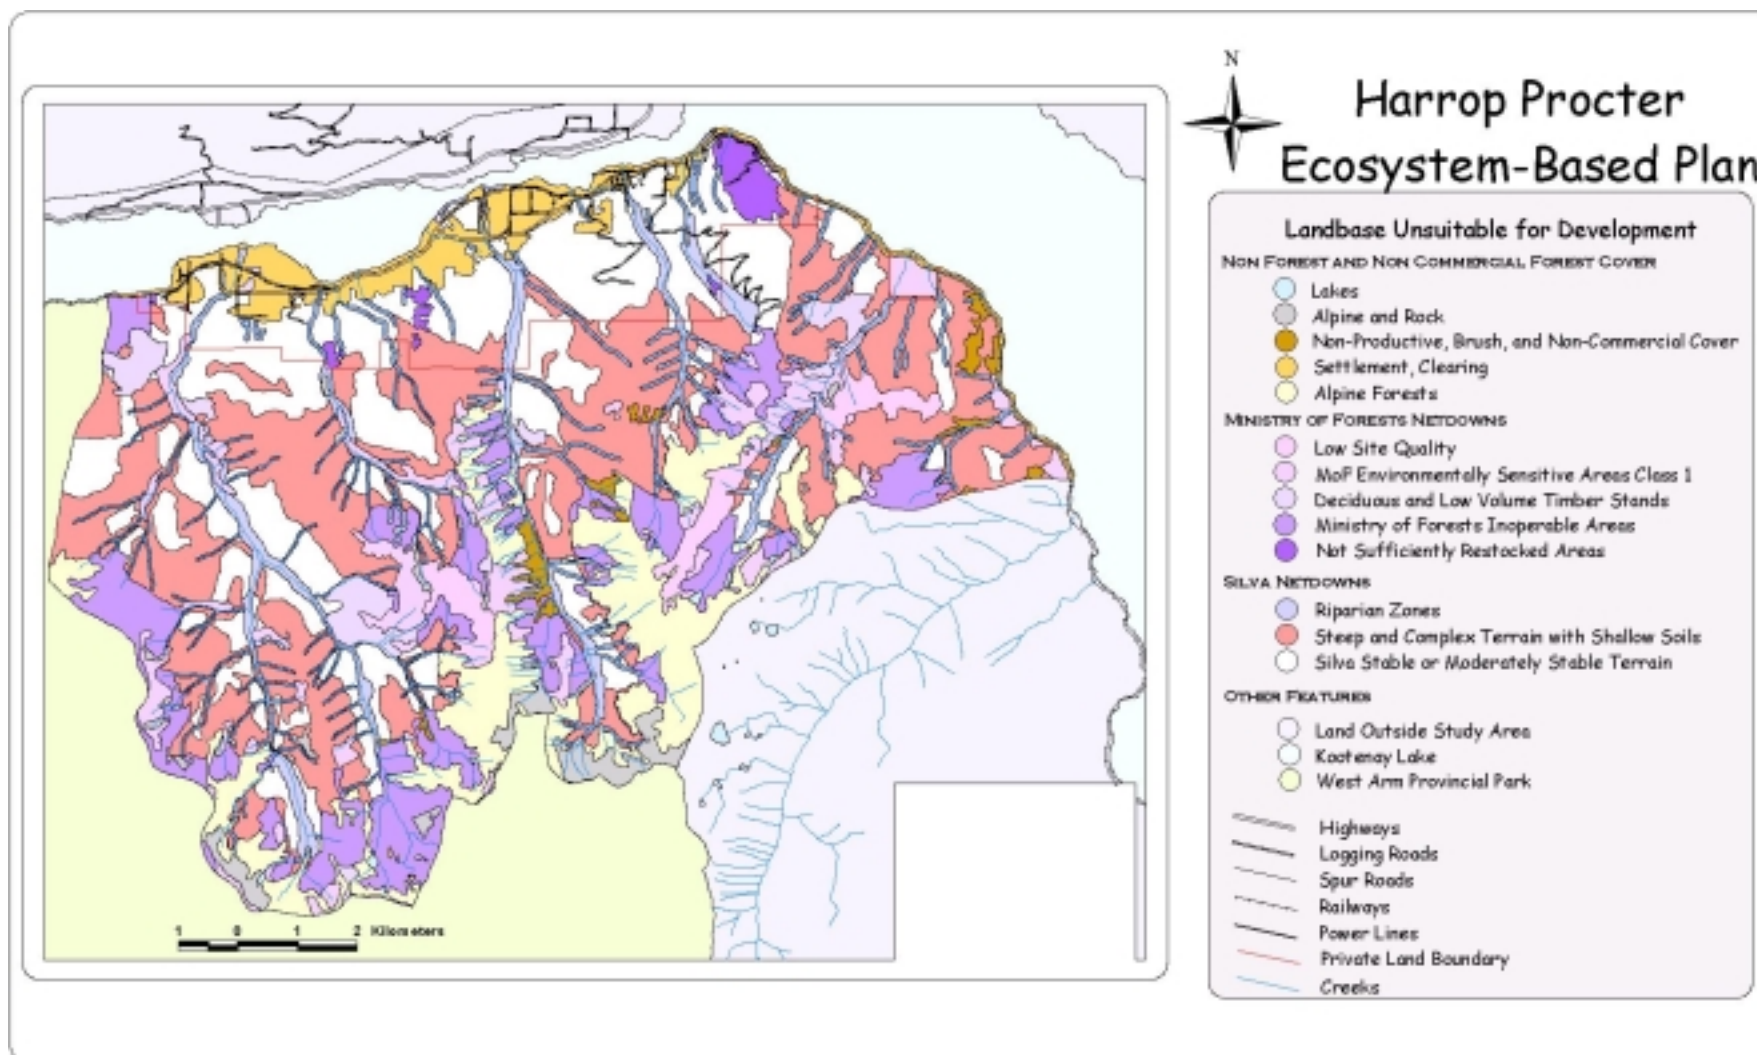 N
Harrop Procter
Ecosystem-Based Plan
Landbase Unsuitable for Development
NON FOREST AND NON COMMERCIAL FOREST COVER
Lakes
Alpine and Rock
Non-Productive, Brush, and Non-Commercial Cover
Settlement, Clearing
Alpine Forests
MINISTRY OF FORESTS NETDOWNS
Low Site Quality
MoF Environmentally Sensitive Areas Class 1
Deciduous and Low Volume Timber Stands
Ministry of Forests Inoperable Areas
Not Sufficiently Restocked Areas
SILVA NETDOWNS
Riparian Zones
Steep and Complex Terrain with Shallow Soils
Silva Stable or Moderately Stable Terrain
OTHER FEATURES
Land Outside Study Area
Kootenay Lake
West Arm Provincial Park
Highways
Logging Roads
Spur Roads
Railways
Power Lines
Private Land Boundary
Creeks
1 0 1 2 Kilometers